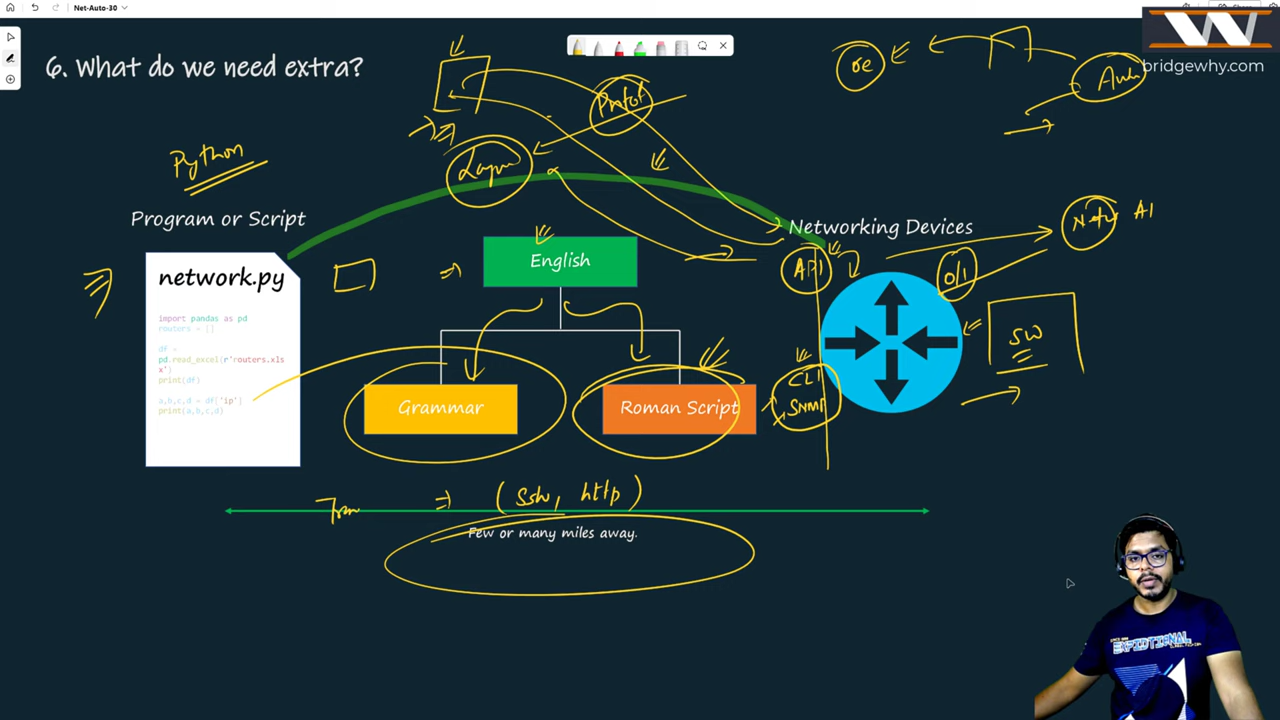 Net-Auto-30
6. What do we need extra?
bridgewhy.com
Python
Program or Script
Networking Devices
network.py
import pandas as pd
routers = []
df =
pd.read_excel(r'routers.xls
x')
print(df)
a,b,c,d = df['ip']
print(a,b,c,d)
English
API
SW
Grammar
Roman Script
CLI
SNMP
(ssh, http)
Few or many miles away.
EXPIDTIONAL